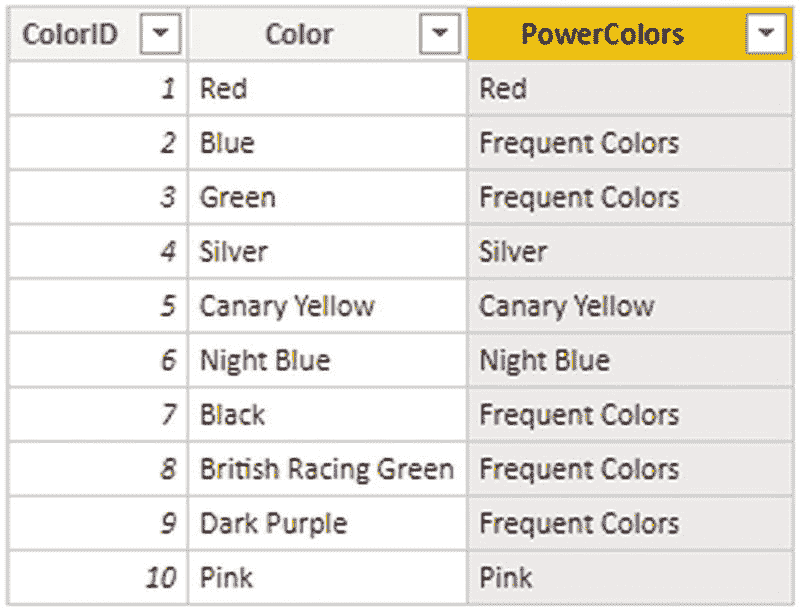 ColorID Color PowerColors
1 Red Red
2 Blue Frequent Colors
3 Green Frequent Colors
4 Silver Silver
5 Canary Yellow Canary Yellow
6 Night Blue Night Blue
7 Black Frequent Colors
8 British Racing Green Frequent Colors
9 Dark Purple Frequent Colors
10 Pink Pink